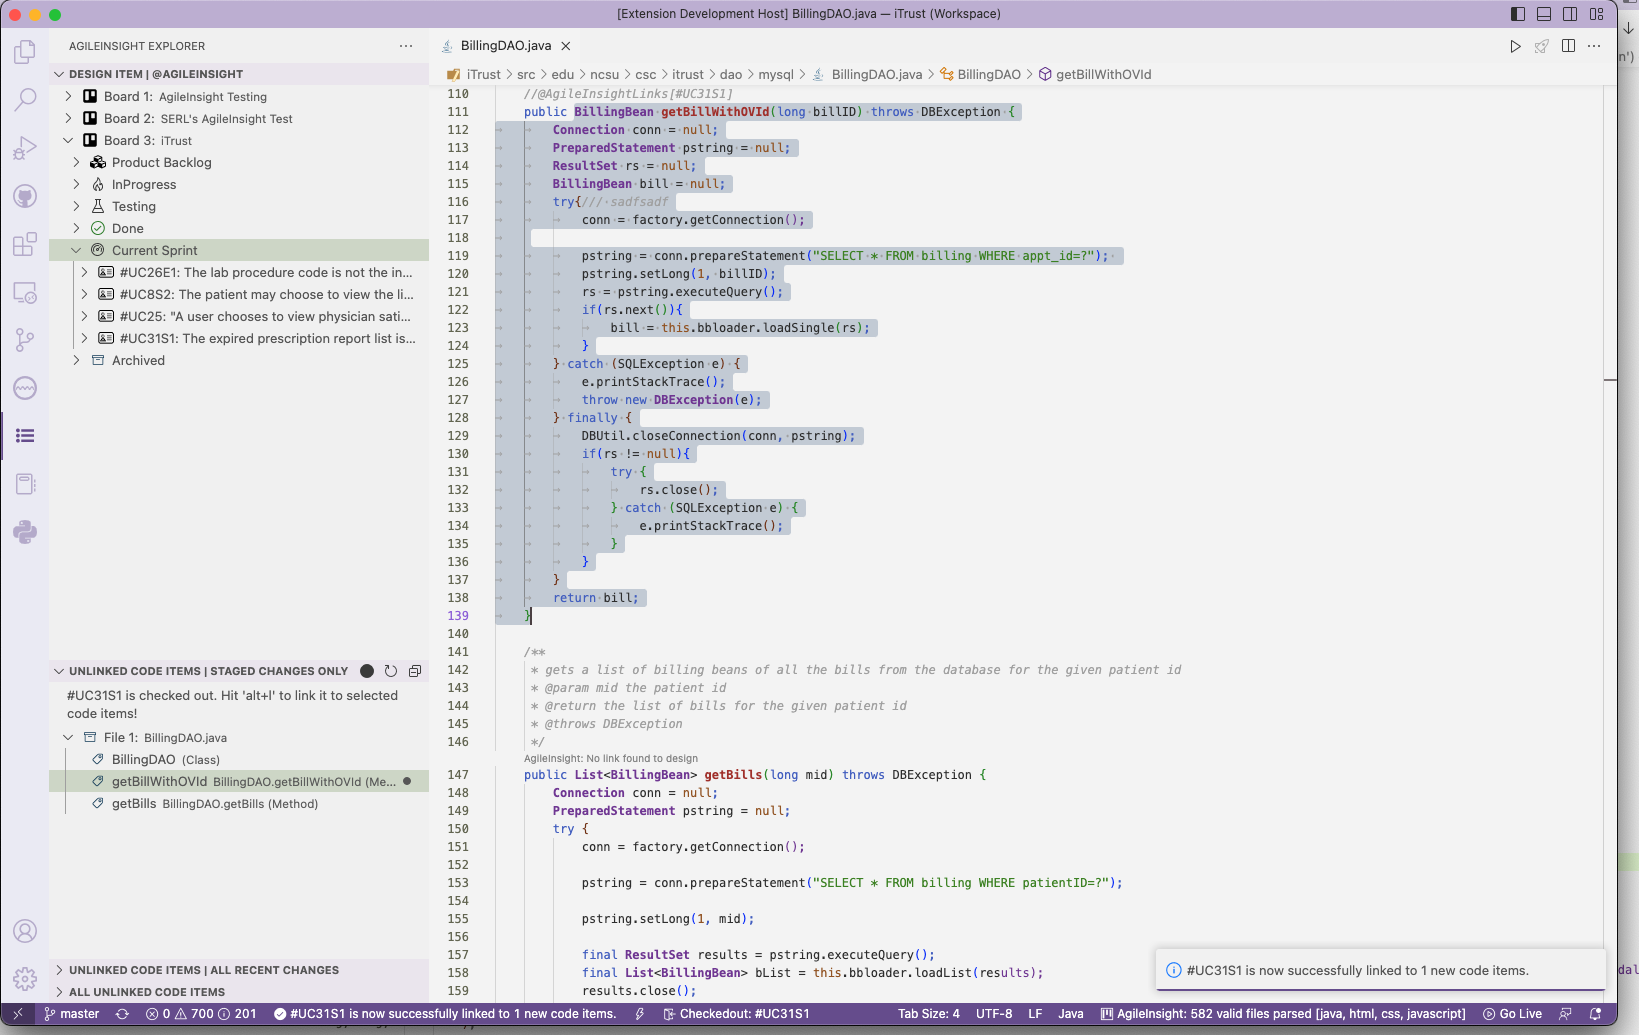 [Extension Development Host] BillingDAO.java — iTrust (Workspace)
AGILEINSIGHT EXPLORER
DESIGN ITEM | @AGILEINSIGHT
Board 1: AgileInsight Testing
Board 2: SERL's AgileInsight Test
Board 3: iTrust
Product Backlog
InProgress
Testing
Done
Current Sprint
#UC26E1: The lab procedure code is not the in...
#UC8S2: The patient may choose to view the li...
#UC25: "A user chooses to view physician sati...
#UC31S1: The expired prescription report list is...
Archived
UNLINKED CODE ITEMS | STAGED CHANGES ONLY
#UC31S1 is checked out. Hit 'alt+l' to link it to selected
code items!
File 1: BillingDAO.java
BillingDAO (Class)
getBillWithOVId BillingDAO.getBillWithOVId (Me...
getBills BillingDAO.getBills (Method)
UNLINKED CODE ITEMS | ALL RECENT CHANGES
ALL UNLINKED CODE ITEMS
BillingDAO.java
iTrust > src > edu > ncsu > csc > itrust > dao > mysql > BillingDAO.java > BillingDAO > getBillWithOVId
110 //@AgileInsightLinks[#UC31S1]
111 public BillingBean getBillWithOVId(long billID) throws DBException {
112 Connection conn = null;
113 PreparedStatement pstring = null;
114 ResultSet rs = null;
115 BillingBean bill = null;
116 try{/// sadfsadf
117 conn = factory.getConnection();
118
119 pstring = conn.prepareStatement("SELECT * FROM billing WHERE appt_id=?");
120 pstring.setLong(1, billID);
121 rs = pstring.executeQuery();
122 if(rs.next()){
123 bill = this.bbloader.loadSingle(rs);
124 }
125 } catch (SQLException e) {
126 e.printStackTrace();
127 throw new DBException(e);
128 } finally {
129 DBUtil.closeConnection(conn, pstring);
130 if(rs != null){
131 try {
132 rs.close();
133 } catch (SQLException e) {
134 e.printStackTrace();
135 }
136 }
137 }
138 return bill;
139 }
140
141 /**
142 * gets a list of billing beans of all the bills from the database for the given patient id
143 * @param mid the patient id
144 * @return the list of bills for the given patient id
145 * @throws DBException
146 */
AgileInsight: No link found to design
147 public List<BillingBean> getBills(long mid) throws DBException {
148 Connection conn = null;
149 PreparedStatement pstring = null;
150 try {
151 conn = factory.getConnection();
152
153 pstring = conn.prepareStatement("SELECT * FROM billing WHERE patientID=?");
154
155 pstring.setLong(1, mid);
156
157 final ResultSet results = pstring.executeQuery();
158 final List<BillingBean> bList = this.bbloader.loadList(results);
159 results.close();
#UC31S1 is now successfully linked to 1 new code items.
master 0 700 201 #UC31S1 is now successfully linked to 1 new code items. Checkedout: #UC31S1 Tab Size: 4 UTF-8 LF Java AgileInsight: 582 valid files parsed [java, html, css, javascript] Go Live